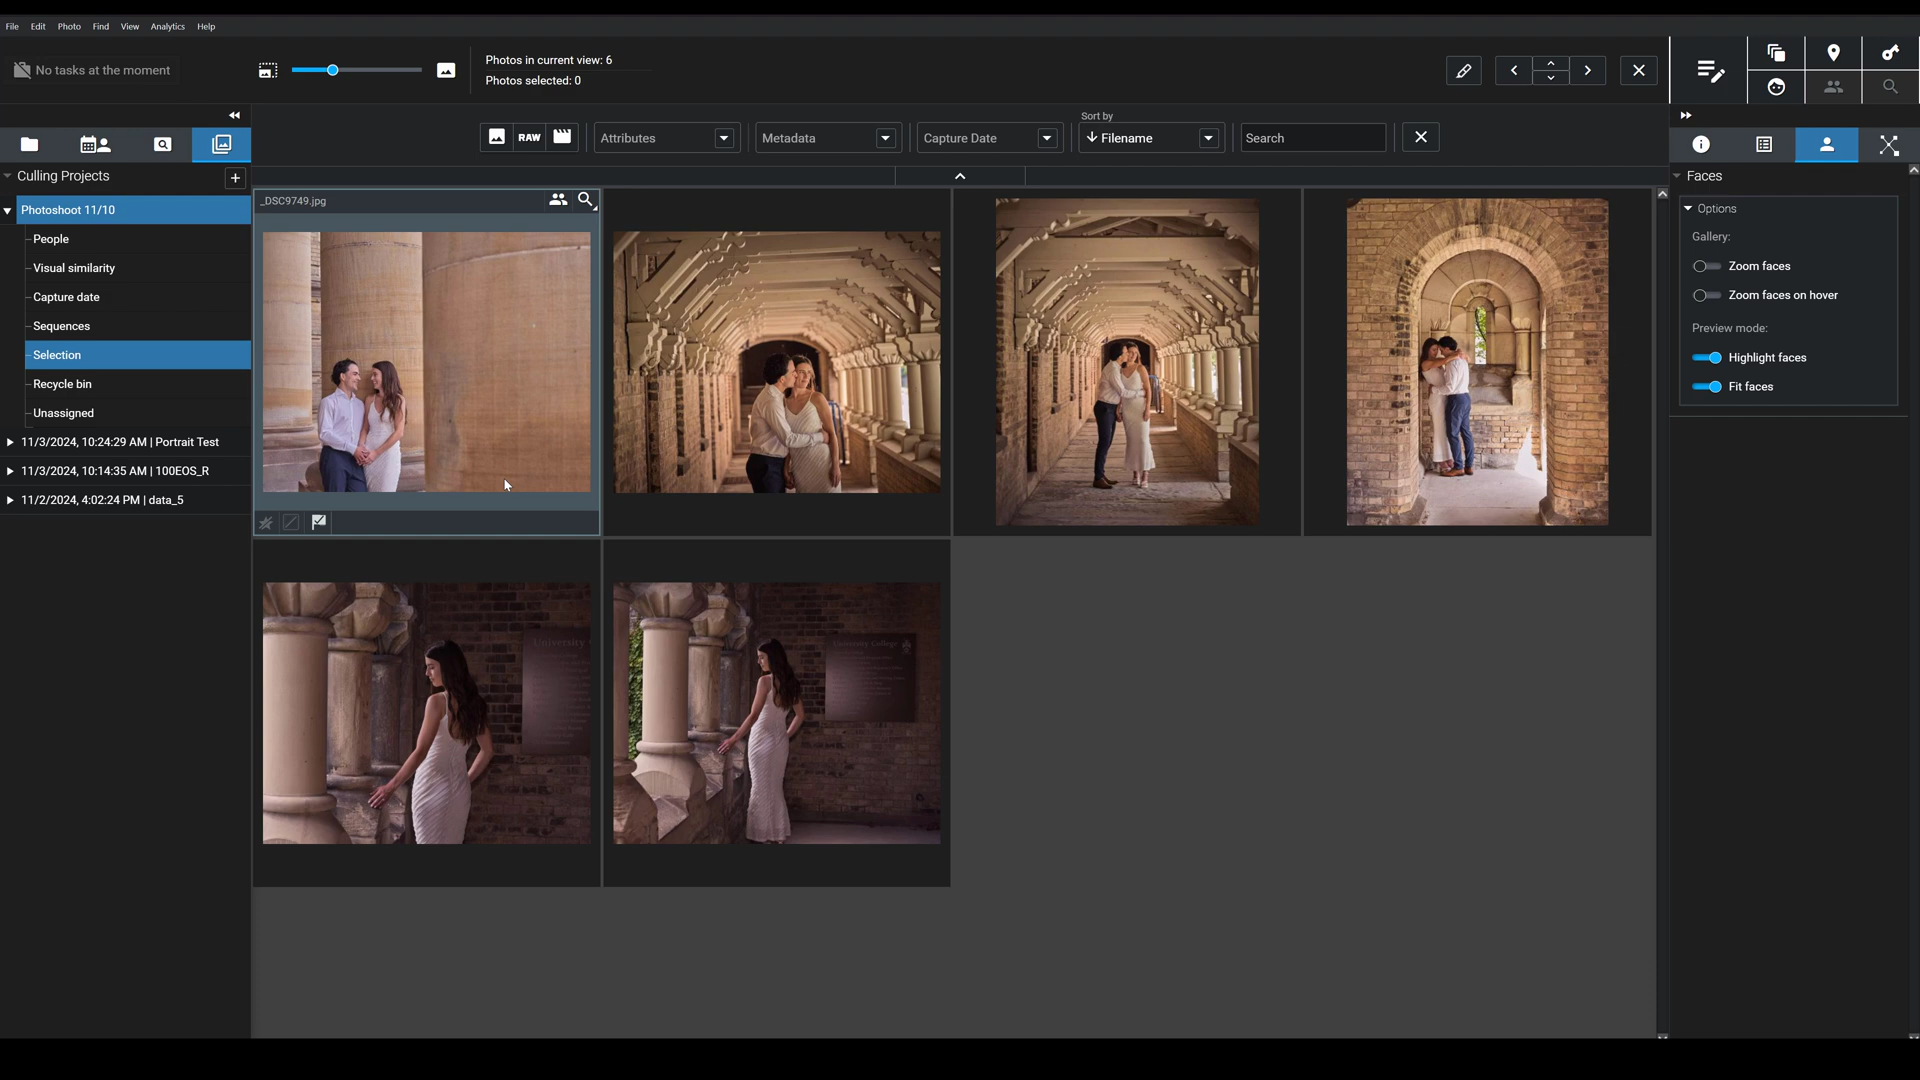 File Edit Photo Find View Analytics Help
No tasks at the moment
Photos in current view: 6
Photos selected: 0
RAW
Attributes
Metadata
Capture Date
Sort by
Filename
Search
Culling Projects
Photoshoot 11/10
People
Visual similarity
Capture date
Sequences
Selection
Recycle bin
Unassigned
11/3/2024, 10:24:29 AM | Portrait Test
11/3/2024, 10:14:35 AM | 100EOS_R
11/2/2024, 4:02:24 PM | data_5
_DSC9749.jpg
University
University College
Faces
Options
Gallery:
Zoom faces
Zoom faces on hover
Preview mode:
Highlight faces
Fit faces